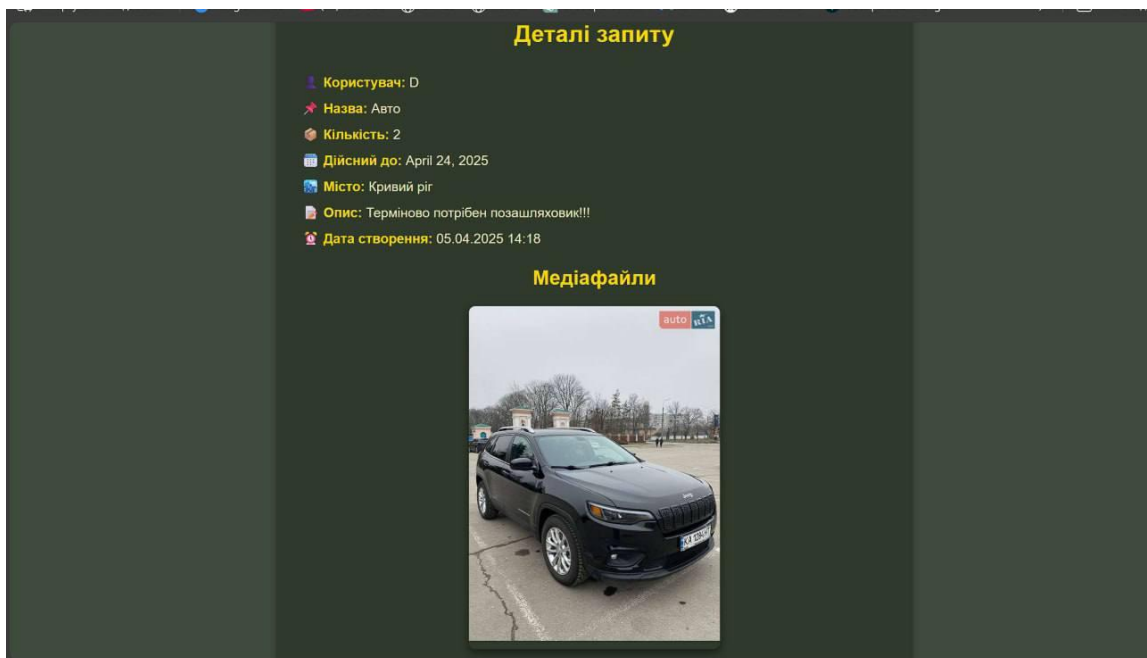 Деталі запиту
Користувач: D
Назва: Авто
Кількість: 2
Дійсний до: April 24, 2025
Місто: Кривий ріг
Опис: Терміново потрібен позашляховик!!!
Дата створення: 05.04.2025 14:18
Медіафайли
auto RIA
Jeep